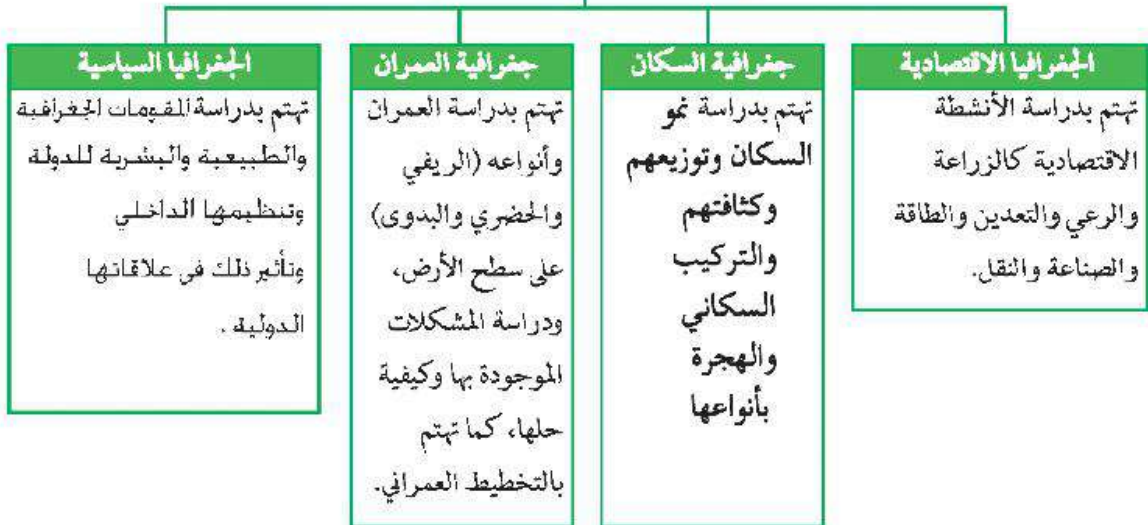 الجغرافيا الاقتصادية
تهتم بدراسة الأنشطة
الاقتصادية كالزراعة
والرعي والتعدين والطاقة
والصناعة والنقل.
جغرافية السكان
تهتم بدراسة نمو
السكان وتوزيعهم
وكثافتهم
والتركيب
السكاني
والهجرة
بأنواعها
جغرافية العمران
تهتم بدراسة العمران
وأنواعه (الريفي
والحضري والبدوى)
على سطح الأرض،
ودراسة المشكلات
الموجودة بها وكيفية
حلها، كما تهتم
بالتخطيط العمراني.
الجغرافيا السياسية
تهتم بدراسة المقومات الجغرافية
والطبيعية والبشرية للدولة
وتنظيمها الداخلي
وتأثير ذلك فى علاقاتها
الدولية .